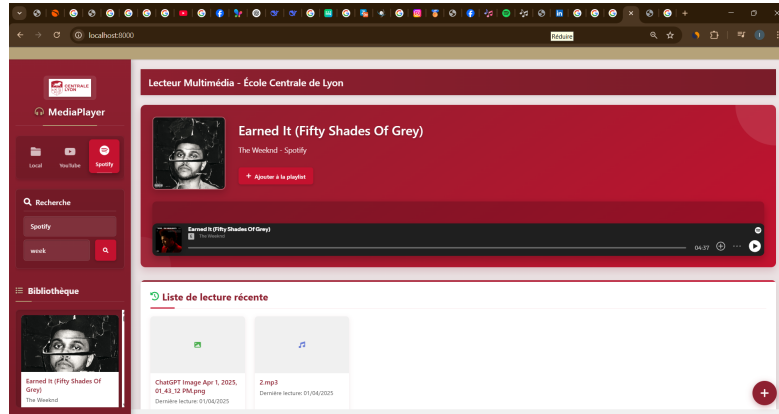 localhost:8000
Réduire
CENTRALE
LYON
MediaPlayer
Local
YouTube
Spotify
Recherche
Spotify
week
Bibliothèque
Earned It (Fifty Shades Of
Grey)
The Weeknd
Lecteur Multimédia - École Centrale de Lyon
Earned It (Fifty Shades Of Grey)
The Weeknd - Spotify
+ Ajouter à la playlist
Earned It (Fifty Shades Of Grey)
E The Weeknd
04:37
Liste de lecture récente
ChatGPT Image Apr 1, 2025,
01_43_12 PM.png
Dernière lecture: 01/04/2025
2.mp3
Dernière lecture: 01/04/2025